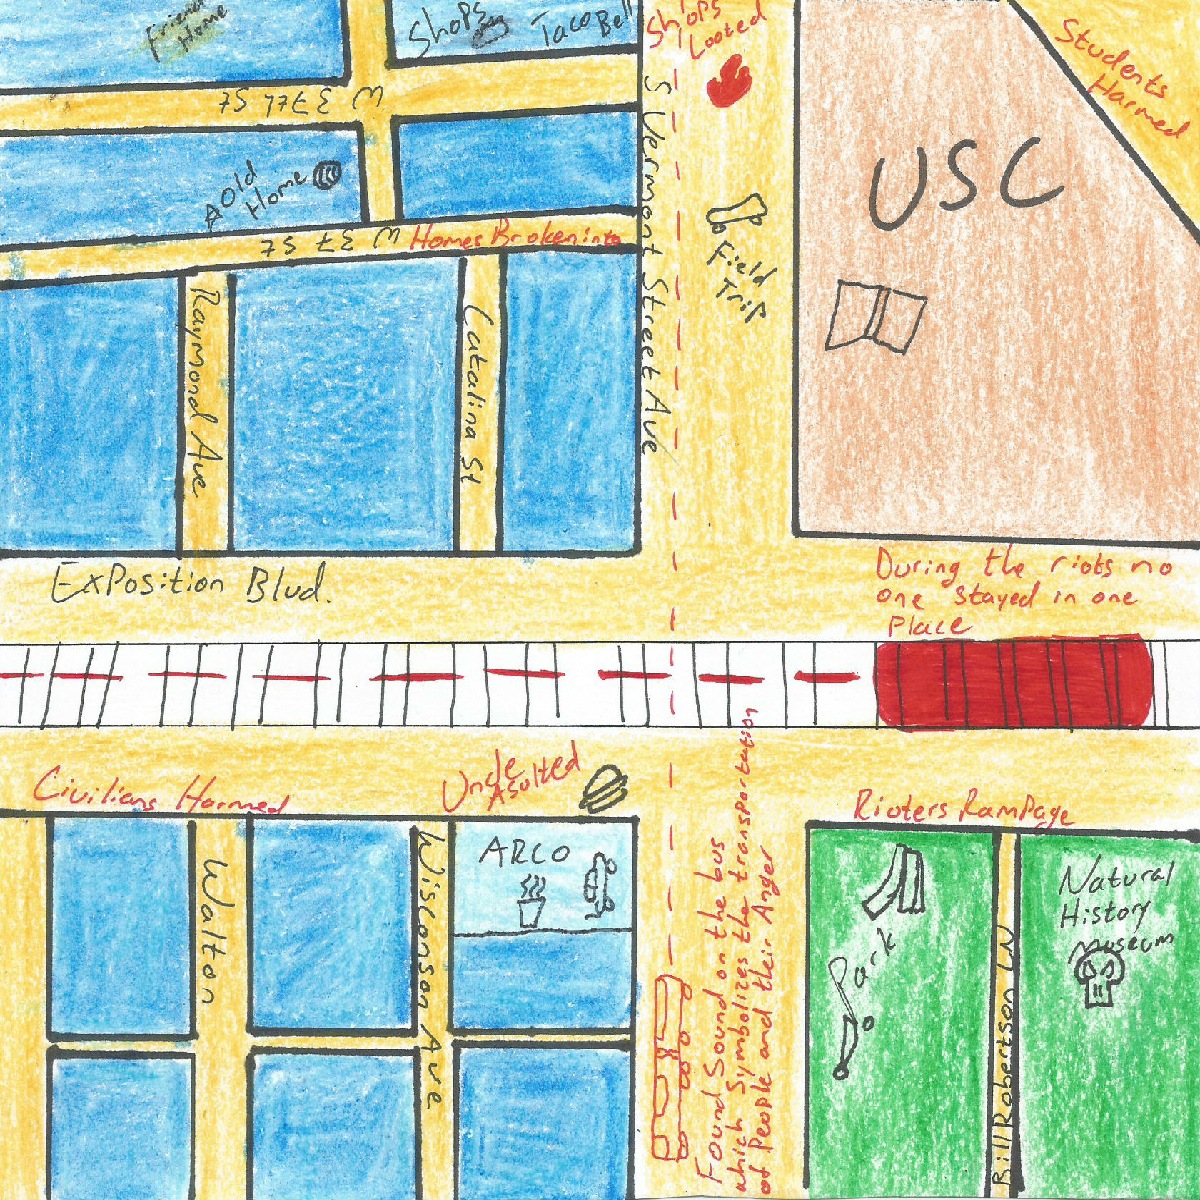 Friend
Home
Shops
Taco Bell
Shops
Looted
Students
Harmed
W 37th St
USC
Old
Home
W 37 St
Homes Broken into
S Vermont Street Ave
Field
Trip
Raymond Ave
Catalina St
Exposition Blvd.
During the riots no
one stayed in one
Place
Civilians Harmed
Uncle
Asulted
Rioters Rampage
ARCO
Walton
Wisconson Ave
Found Sound on the bus
which Symbolizes the transportation
of People and their Anger
Park
Bill Robertson LN
Natural
History
Museum